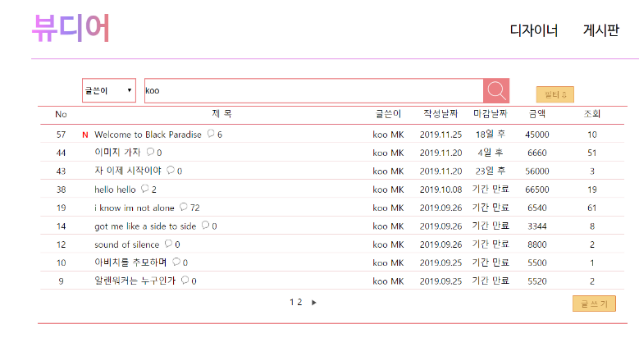 뷰디어
디자이너 게시판
글쓴이 koo
No 제 목 글쓴이 작성날짜 마감날짜 금액 조회
57 N Welcome to Black Paradise 6 koo MK 2019.11.25 18일 후 45000 10
44 이미지 가자 0 koo MK 2019.11.20 4일 후 6660 51
43 자 이제 시작이야 0 koo MK 2019.11.20 23일 후 56000 3
38 hello hello 2 koo MK 2019.10.08 기간 만료 66500 19
19 i know im not alone 72 koo MK 2019.09.26 기간 만료 6540 61
14 got me like a side to side 0 koo MK 2019.09.26 기간 만료 3344 8
12 sound of silence 0 koo MK 2019.09.26 기간 만료 8800 2
10 아버지를 추모하며 0 koo MK 2019.09.25 기간 만료 5500 1
9 알렌워커는 누구인가 0 koo MK 2019.09.25 기간 만료 5520 2
1 2 ▶
글쓰기